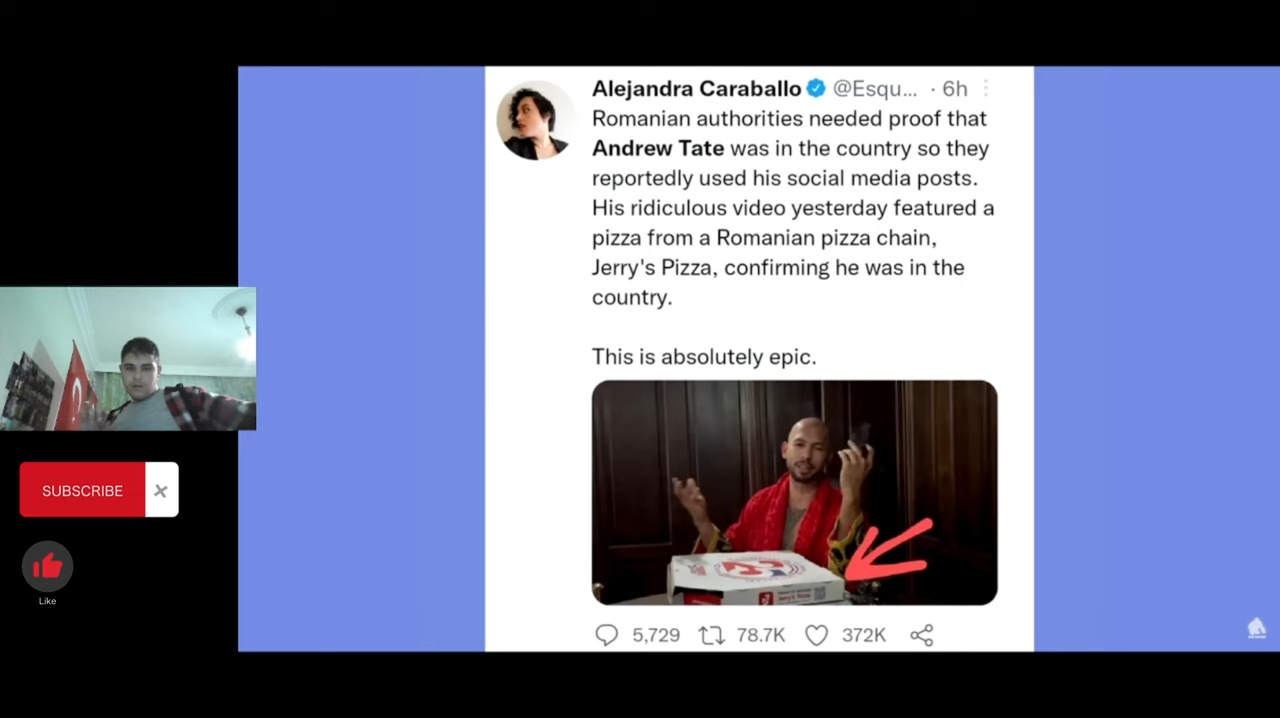 Alejandra Caraballo @Esqu... · 6h
Romanian authorities needed proof that
Andrew Tate was in the country so they
reportedly used his social media posts.
His ridiculous video yesterday featured a
pizza from a Romanian pizza chain,
Jerry's Pizza, confirming he was in the
country.
This is absolutely epic.
Jerry's Pizza
5,729 78.7K 372K
SUBSCRIBE
Like